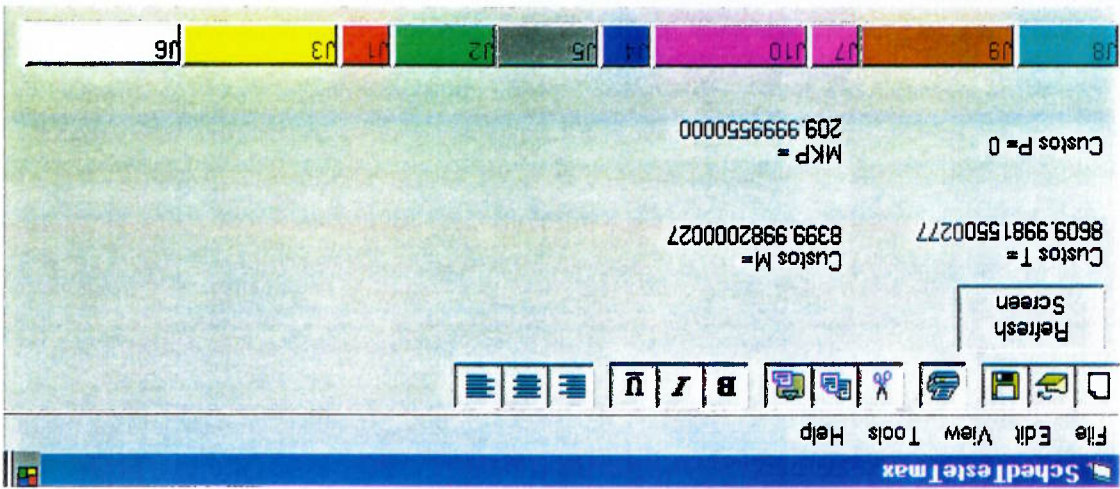 SchedTesteTmax
File Edit View Tools Help
B I U
Refresh
Screen
Custos T=
8609.99815500277
Custos M=
8399.99820000027
Custos P= 0
MKP =
209.9999550000
J8 J9 J7 J10 J4 J5 J2 J1 J3 J6